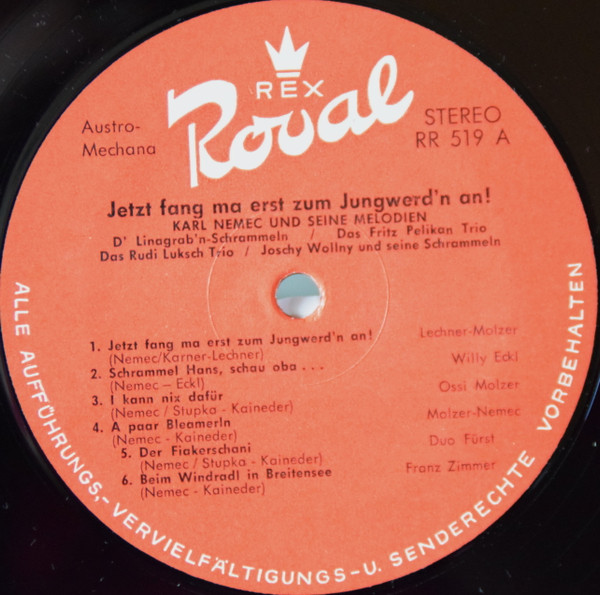 REX
Royal
Austro-
Mechana
STEREO
RR 519 A
Jetzt fang ma erst zum Jungwerd'n an!
KARL NEMEC UND SEINE MELODIEN
D' Linagrab'n-Schrammeln / Das Fritz Pelikan Trio
Das Rudi Luksch Trio / Joschy Wollny und seine Schrammeln
1. Jetzt fang ma erst zum Jungwerd'n an! Lechner-Molzer
(Nemec/Karner-Lechner)
2. Schrammel Hans, schau oba . . . Willy Eckl
(Nemec – Eckl)
3. I kann nix dafür Ossi Molzer
(Nemec / Stupka - Kaineder)
4. A paar Bleamerln Molzer-Nemec
(Nemec - Kaineder)
5. Der Fiakerschani Duo Fürst
(Nemec / Stupka - Kaineder)
6. Beim Windradl in Breitensee Franz Zimmer
(Nemec - Kaineder)
ALLE AUFFÜHRUNGS,- VERVIELFÄLTIGUNGS-U. SENDERECHTE VORBEHALTEN